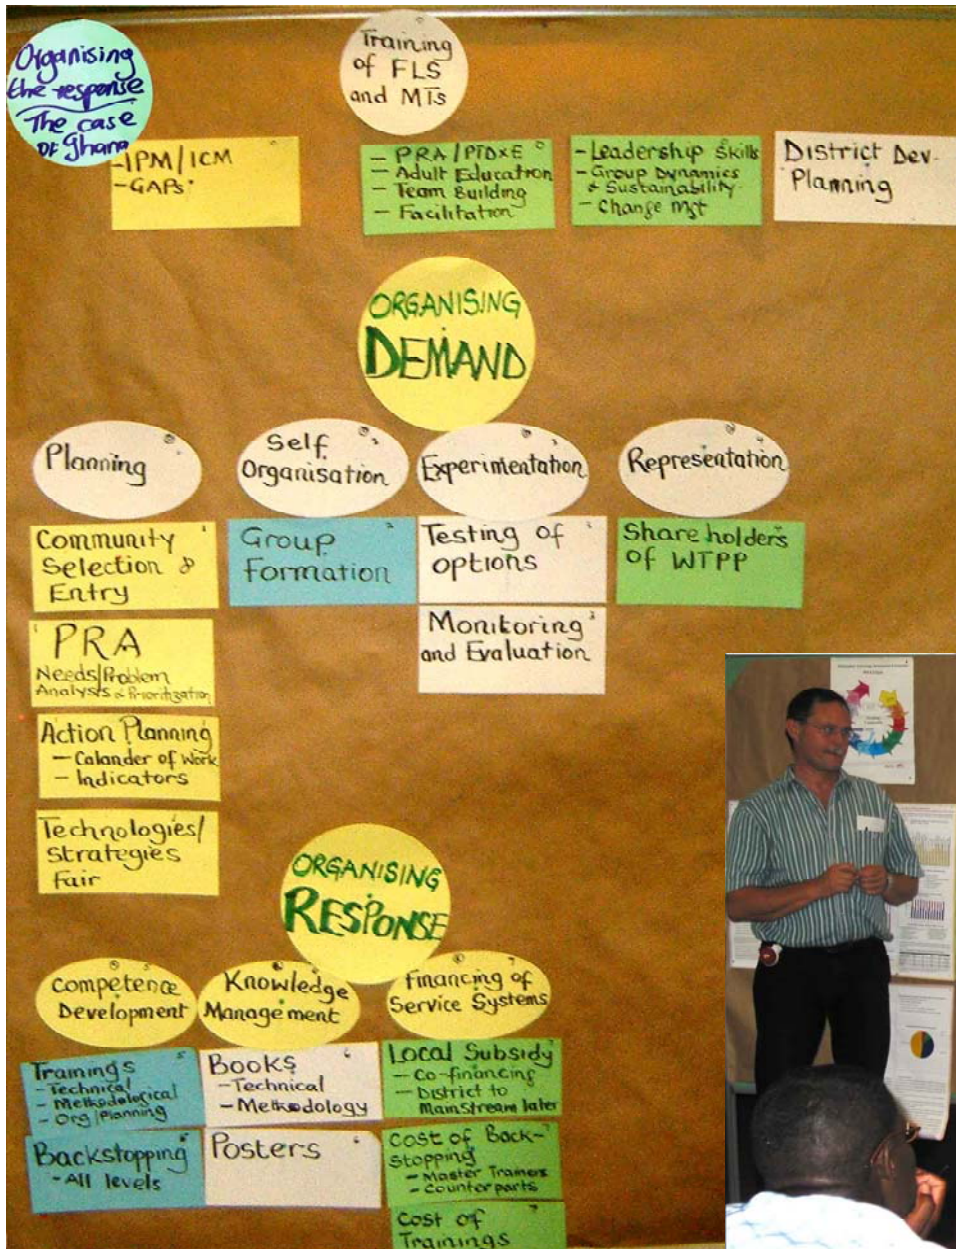 Organising
the response
The case
of Ghana
Training
of FLS
and MTs
- IPM/ICM
- GAPs
- PRA/PTD&E
- Adult Education
- Team Building
- Facilitation
- Leadership Skills
- Group Dynamics
& Sustainability
- Change mgt
District Dev-
Planning
ORGANISING
DEMAND
Planning
Self
Organisation
Experimentation
Representation
Community
Selection &
Entry
PRA
Needs/Problem
Analysis & Prioritization
Action Planning
- Calander of Work
- Indicators
Technologies/
Strategies
Fair
Group
Formation
Testing of
options
Monitoring
and Evaluation
Shareholders
of WTPP
ORGANISING
RESPONSE
Competence
Development
Knowledge
Management
Financing of
Service Systems
Trainings
- Technical
- Methodological
- Org/Planning
Backstopping
- All levels
Books
- Technical
- Methodology
Posters
Local Subsidy
- Co-financing
- District to
Mainstream later
Cost of Back-
stopping
- Master Trainers
- Counterparts
Cost of
Trainings